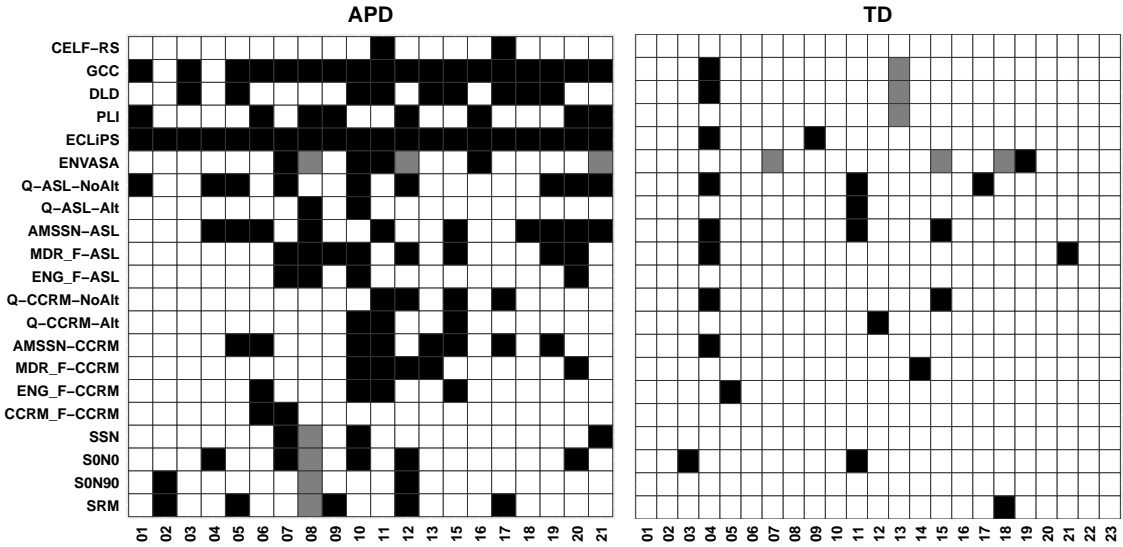 APD
TD
CELF−RS
GCC
DLD
PLI
ECLiPS
ENVASA
Q−ASL−NoAlt
Q−ASL−Alt
AMSSN−ASL
MDR_F−ASL
ENG_F−ASL
Q−CCRM−NoAlt
Q−CCRM−Alt
AMSSN−CCRM
MDR_F−CCRM
ENG_F−CCRM
CCRM_F−CCRM
SSN
S0N0
S0N90
SRM
01 02 03 04 05 06 07 08 09 10 11 12 13 15 16 17 18 19 20 21
01 02 03 04 05 06 07 08 09 10 11 12 13 14 15 16 17 18 19 20 21 22 23